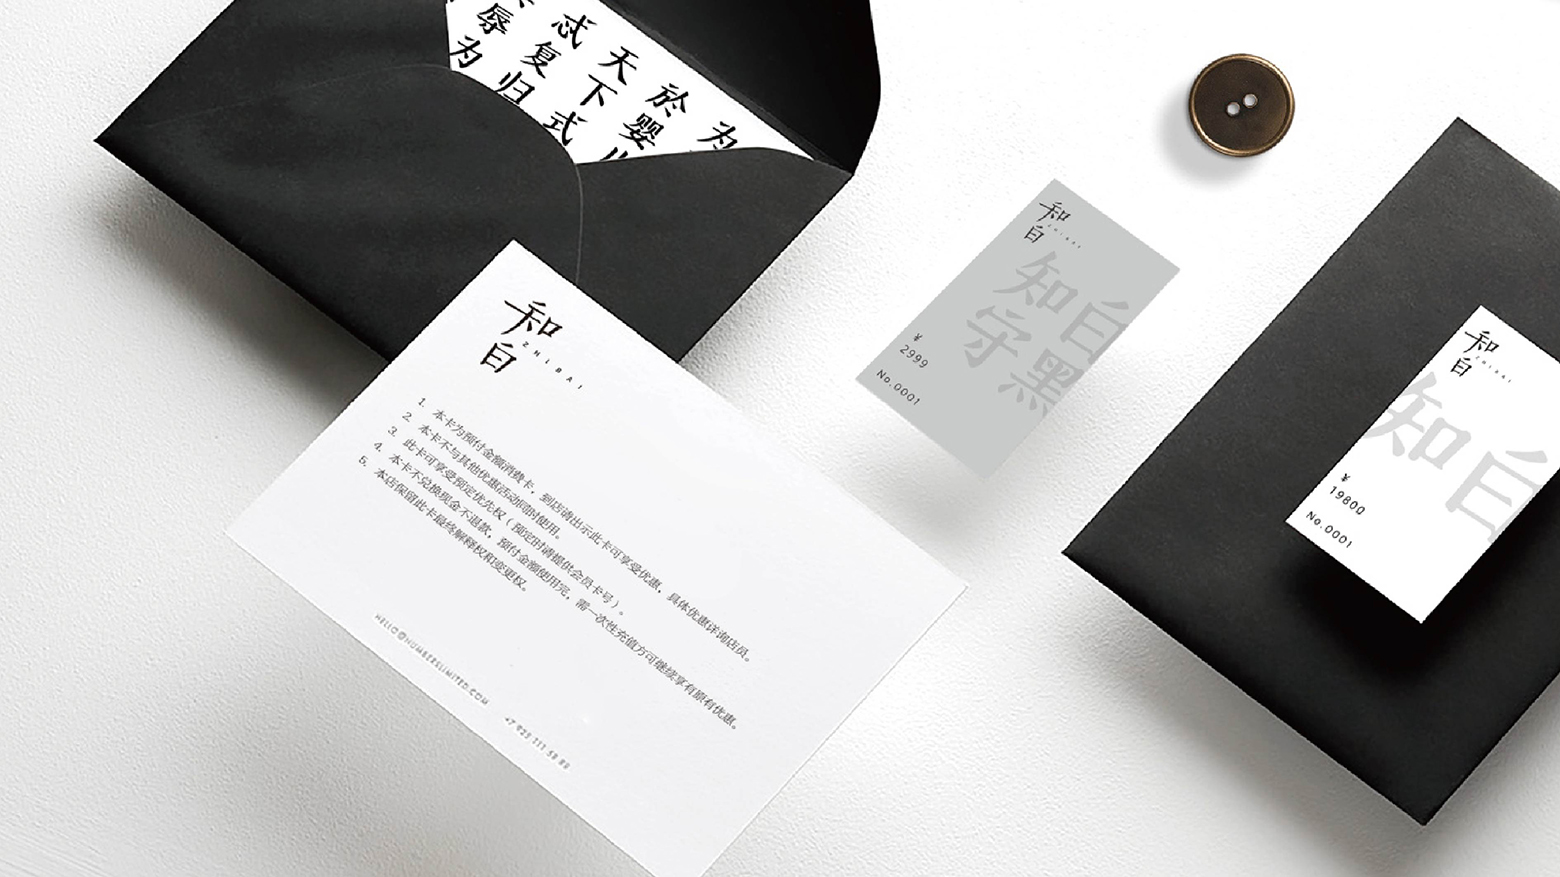 为
於婴
天下式
忒复归
辱为
知白
ZHIBAI
1. 本卡为预付金额消费卡，到店请出示此卡可享受优惠，具体优惠详询店员。
2. 本卡不与其他优惠活动同时使用。
3. 此卡可享受预定优先权（预定时请提供会员卡号）。
4. 本卡不兑换现金不退款，预付金额使用完，需一次性充值方可继续享有原有优惠。
5. 本店保留此卡最终解释权和变更权。
HELLO@NUMBERSLIMITED.COM +7 925 111 58 88
知白
ZHIBAI
知白
守黑
¥
2999
No.0001
知白
ZHIBAI
知白
¥
19800
No.0001